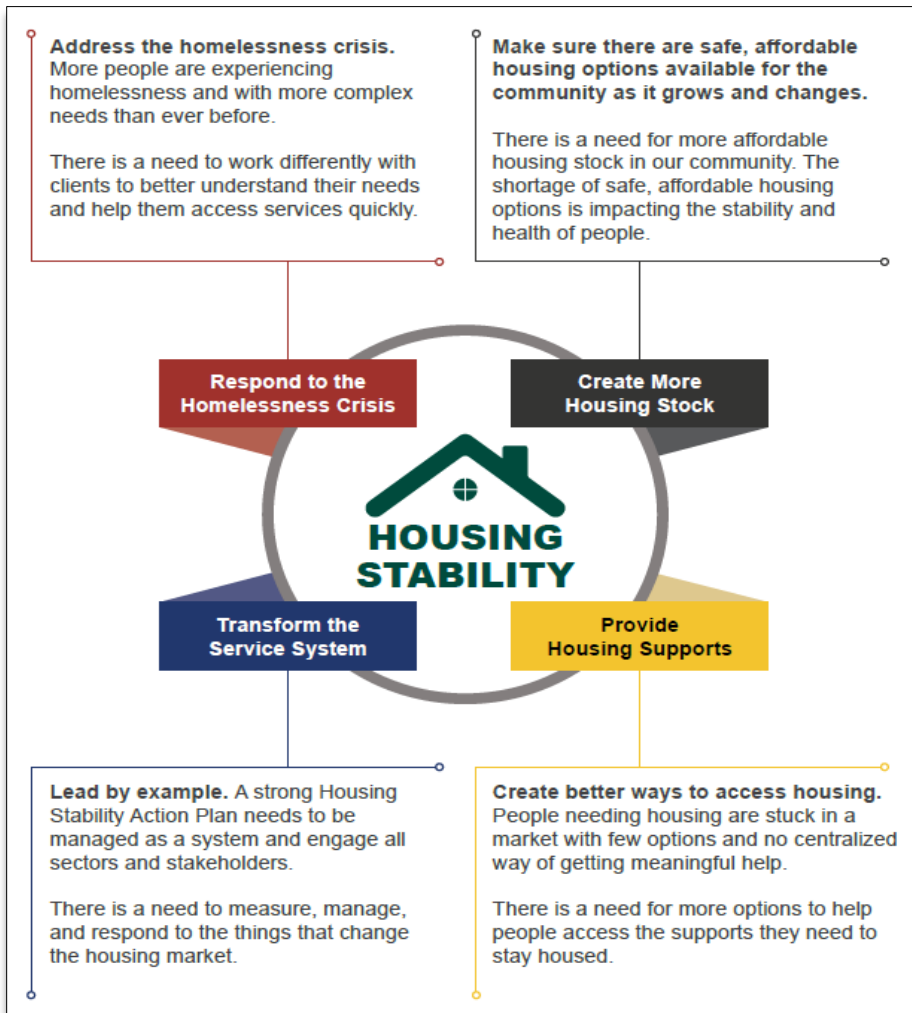 Address the homelessness crisis.
More people are experiencing
homelessness and with more complex
needs than ever before.
There is a need to work differently with
clients to better understand their needs
and help them access services quickly.
Make sure there are safe, affordable
housing options available for the
community as it grows and changes.
There is a need for more affordable
housing stock in our community. The
shortage of safe, affordable housing
options is impacting the stability and
health of people.
Respond to the
Homelessness Crisis
Create More
Housing Stock
HOUSING
STABILITY
Transform the
Service System
Provide
Housing Supports
Lead by example. A strong Housing
Stability Action Plan needs to be
managed as a system and engage all
sectors and stakeholders.
There is a need to measure, manage,
and respond to the things that change
the housing market.
Create better ways to access housing.
People needing housing are stuck in a
market with few options and no centralized
way of getting meaningful help.
There is a need for more options to help
people access the supports they need to
stay housed.